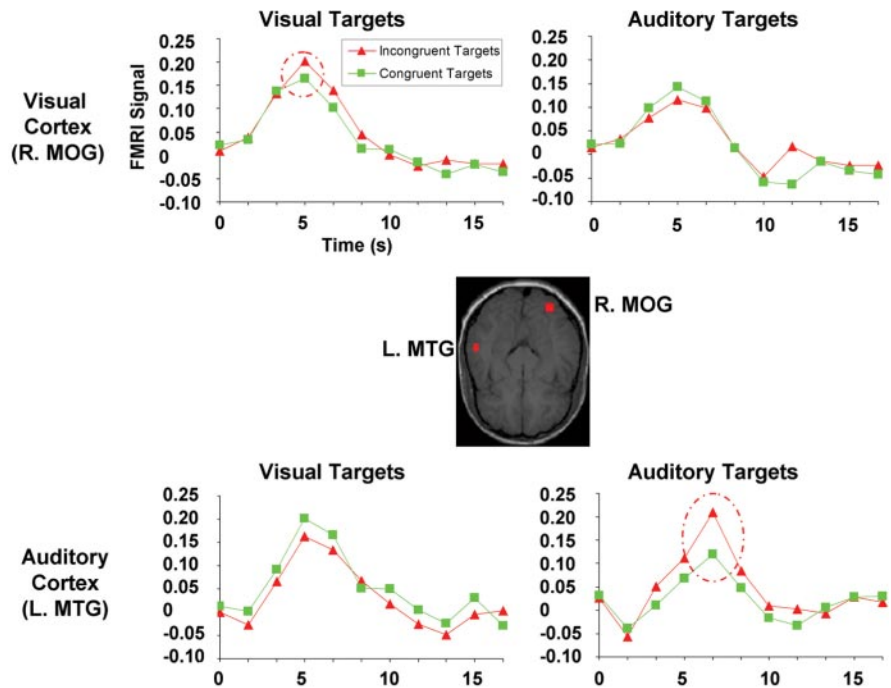 Visual Targets
Auditory Targets
Visual
Cortex
(R. MOG)
FMRI Signal
0.25
0.20
0.15
0.10
0.05
0
-0.05
-0.10
Incongruent Targets
Congruent Targets
0 5 10 15
Time (s)
0.25
0.20
0.15
0.10
0.05
0
-0.05
-0.10
0 5 10 15
L. MTG
R. MOG
Visual Targets
Auditory Targets
Auditory
Cortex
(L. MTG)
0.25
0.20
0.15
0.10
0.05
0
-0.05
-0.10
0 5 10 15
0.25
0.20
0.15
0.10
0.05
0
-0.05
-0.10
0 5 10 15